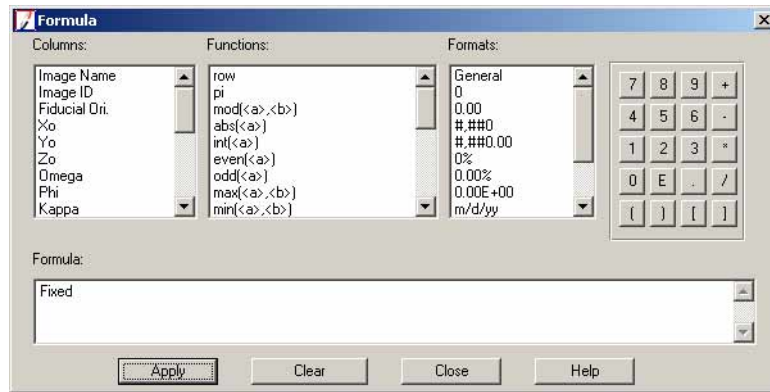 Formula
Columns:
Functions:
Formats:
Image Name
Image ID
Fiducial Ori.
Xo
Yo
Zo
Omega
Phi
Kappa
row
pi
mod(<a>,<b>)
abs(<a>)
int(<a>)
even(<a>)
odd(<a>)
max(<a>,<b>)
min(<a>,<b>)
General
0
0.00
#,##0
#,##0.00
0%
0.00%
0.00E+00
m/d/yy
7 8 9 +
4 5 6 -
1 2 3 *
0 E . /
( ) [ ]
Formula:
Fixed
Apply
Clear
Close
Help